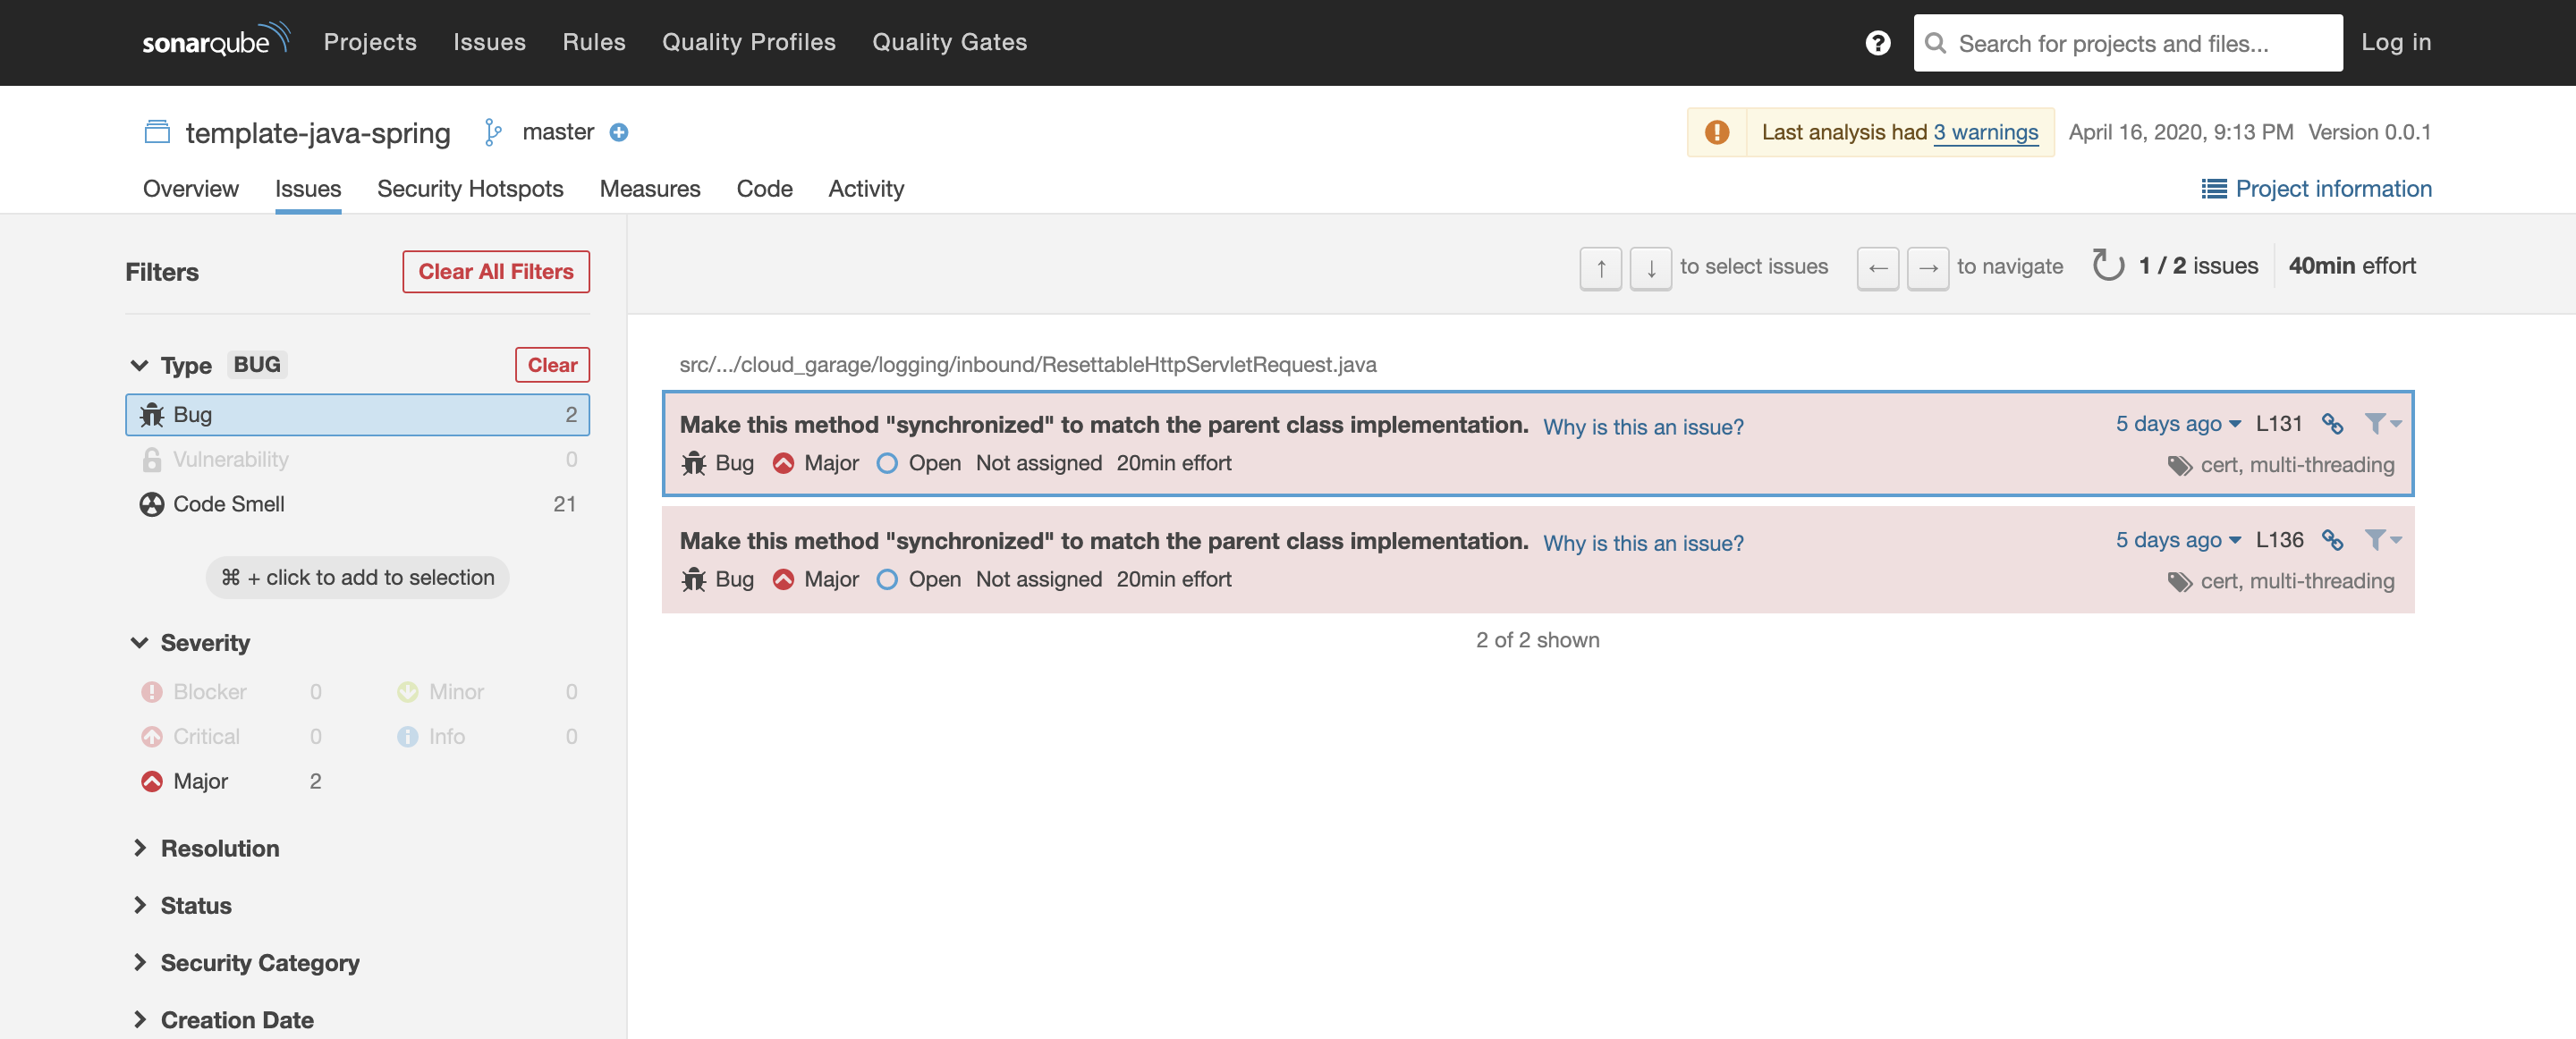 sonarqube Projects Issues Rules Quality Profiles Quality Gates ? Search for projects and files... Log in
template-java-spring master Last analysis had 3 warnings April 16, 2020, 9:13 PM Version 0.0.1
Overview Issues Security Hotspots Measures Code Activity Project information
Filters Clear All Filters
↑ ↓ to select issues ← → to navigate 1 / 2 issues 40min effort
Type BUG Clear
Bug 2
Vulnerability 0
Code Smell 21
⌘ + click to add to selection
Severity
Blocker 0 Minor 0
Critical 0 Info 0
Major 2
Resolution
Status
Security Category
Creation Date
src/.../cloud_garage/logging/inbound/ResettableHttpServletRequest.java
Make this method "synchronized" to match the parent class implementation. Why is this an issue? 5 days ago L131
Bug Major Open Not assigned 20min effort cert, multi-threading
Make this method "synchronized" to match the parent class implementation. Why is this an issue? 5 days ago L136
Bug Major Open Not assigned 20min effort cert, multi-threading
2 of 2 shown